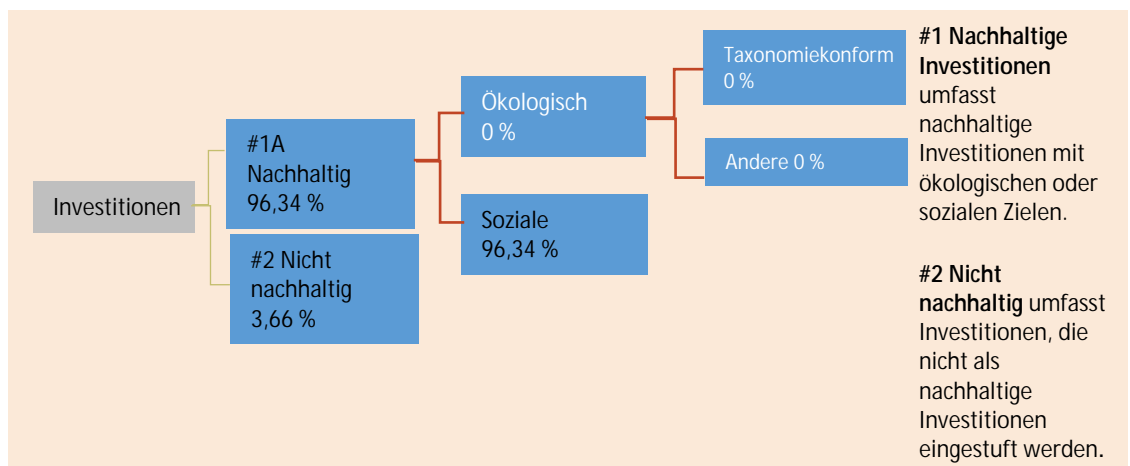 Investitionen
#1A
Nachhaltig
96,34 %
#2 Nicht
nachhaltig
3,66 %
Ökologisch
0 %
Soziale
96,34 %
Taxonomiekonform
0 %
Andere 0 %
#1 Nachhaltige
Investitionen
umfasst
nachhaltige
Investitionen mit
ökologischen oder
sozialen Zielen.
#2 Nicht
nachhaltig umfasst
Investitionen, die
nicht als
nachhaltige
Investitionen
eingestuft werden.